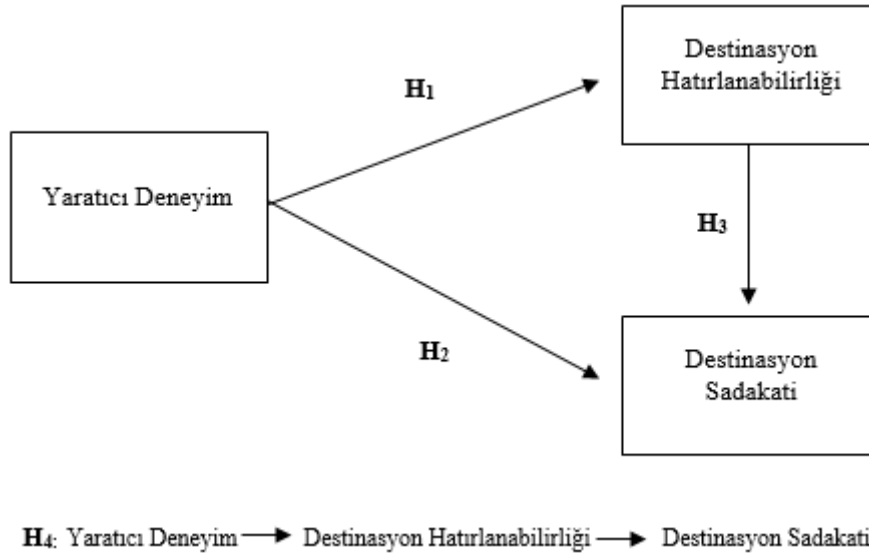 Destinasyon
Hatırlanabilirliği
H1
Yaratıcı Deneyim
H3
H2
Destinasyon
Sadakati
H4: Yaratıcı Deneyim → Destinasyon Hatırlanabilirliği → Destinasyon Sadakati